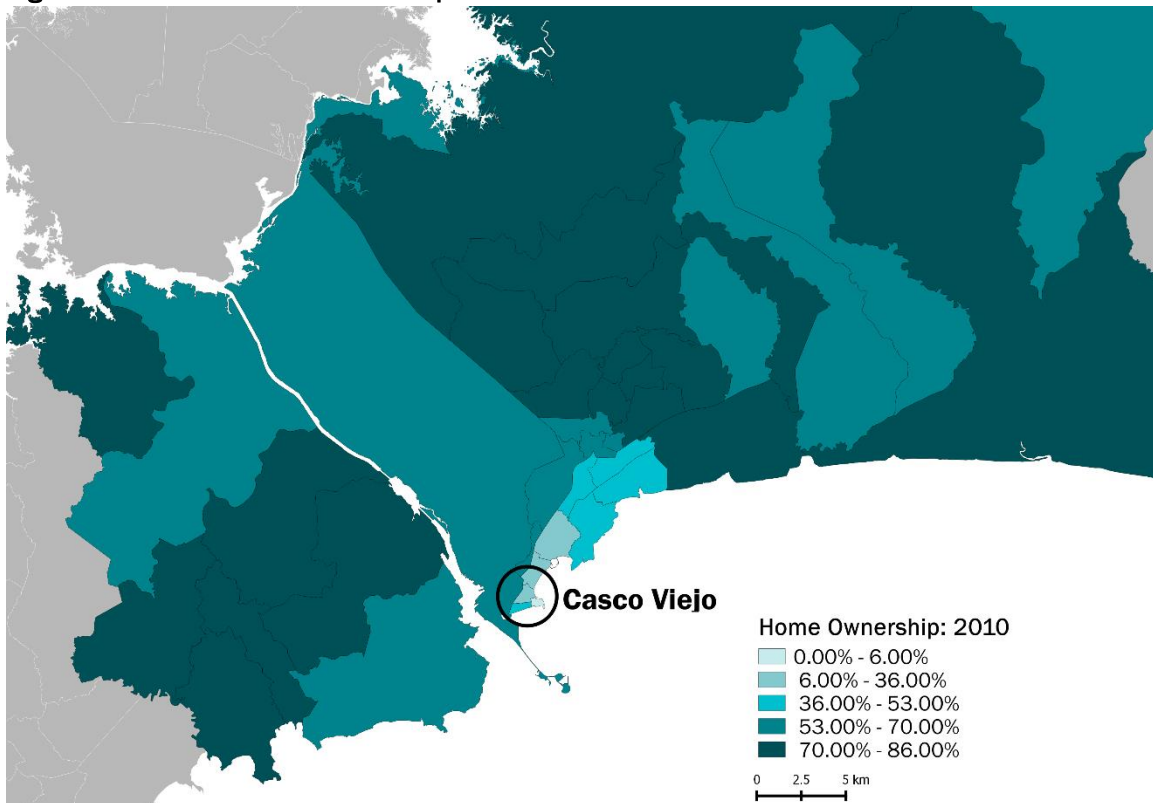 Casco Viejo
Home Ownership: 2010
0.00% - 6.00%
6.00% - 36.00%
36.00% - 53.00%
53.00% - 70.00%
70.00% - 86.00%
0 2.5 5 km